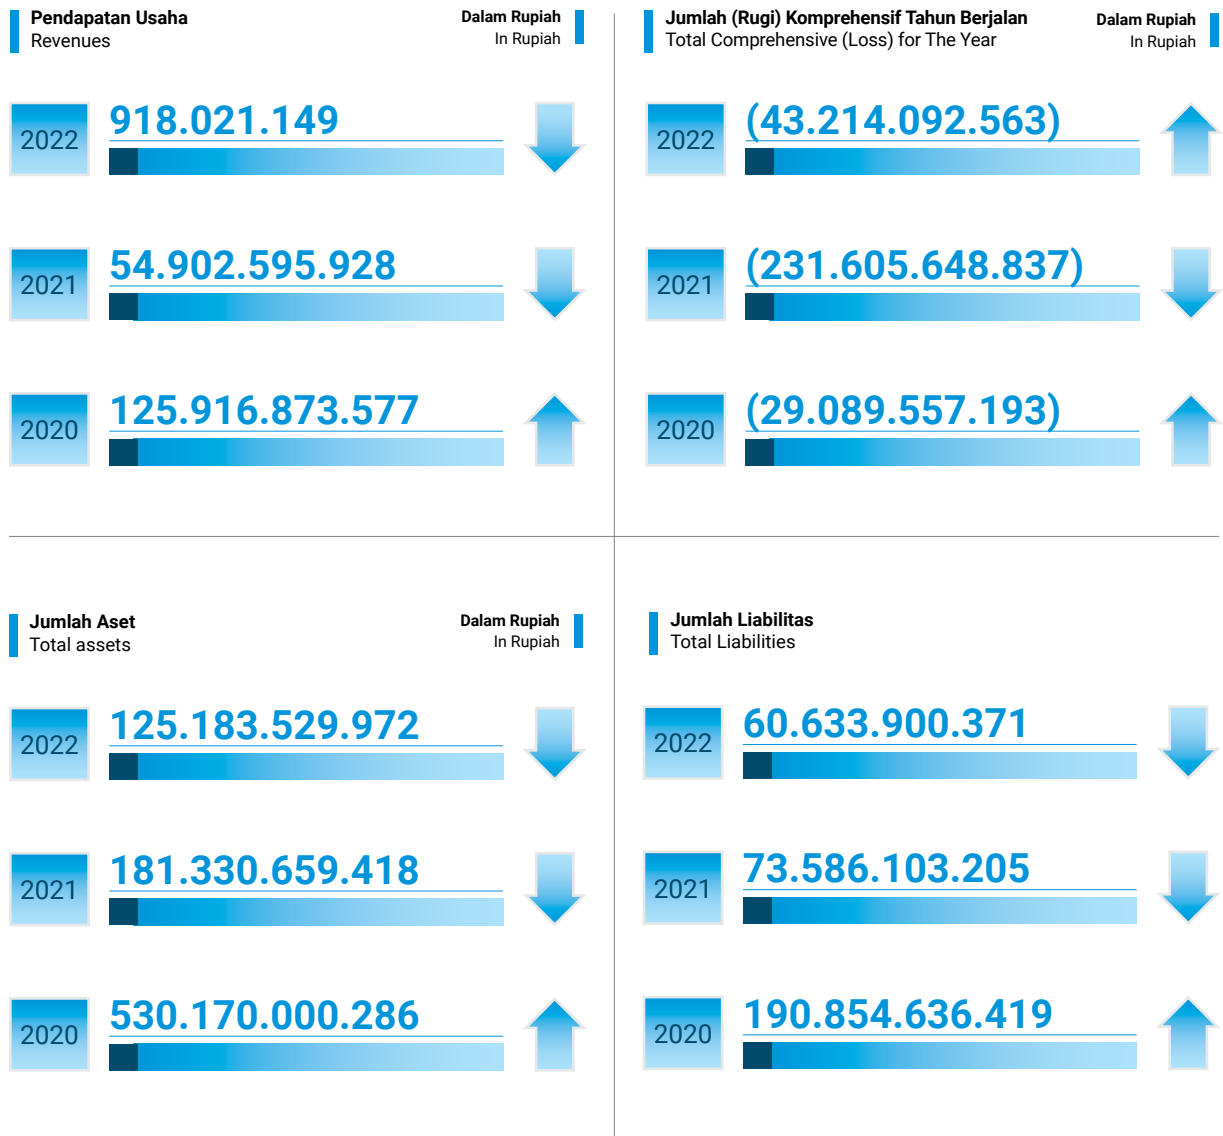 Pendapatan Usaha
Revenues
Dalam Rupiah
In Rupiah
2022
918.021.149
2021
54.902.595.928
2020
125.916.873.577
Jumlah (Rugi) Komprehensif Tahun Berjalan
Total Comprehensive (Loss) for The Year
Dalam Rupiah
In Rupiah
2022
(43.214.092.563)
2021
(231.605.648.837)
2020
(29.089.557.193)
Jumlah Aset
Total assets
Dalam Rupiah
In Rupiah
2022
125.183.529.972
2021
181.330.659.418
2020
530.170.000.286
Jumlah Liabilitas
Total Liabilities
2022
60.633.900.371
2021
73.586.103.205
2020
190.854.636.419